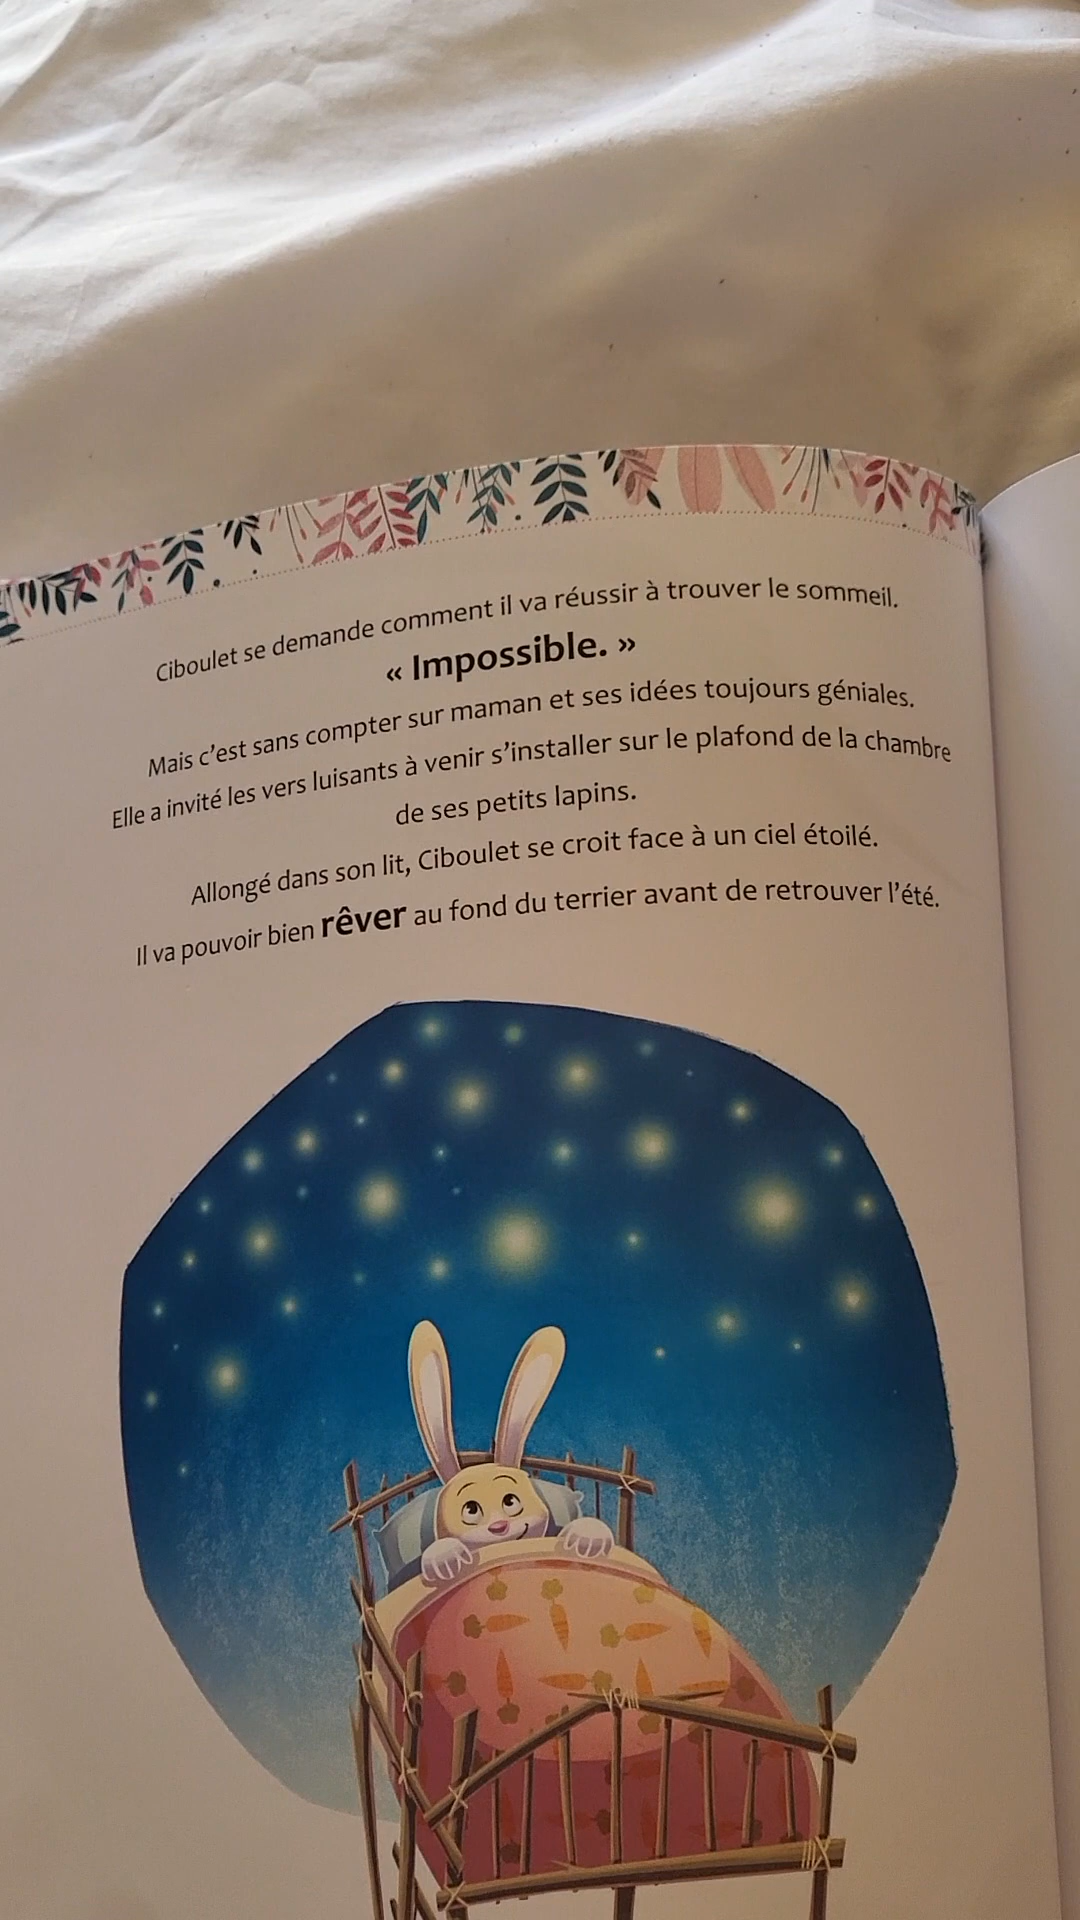 Ciboulet se demande comment il va réussir à trouver le sommeil.
« Impossible. »
Mais c'est sans compter sur maman et ses idées toujours géniales.
Elle a invité les vers luisants à venir s'installer sur le plafond de la chambre
de ses petits lapins.
Allongé dans son lit, Ciboulet se croit face à un ciel étoilé.
Il va pouvoir bien rêver au fond du terrier avant de retrouver l'été.